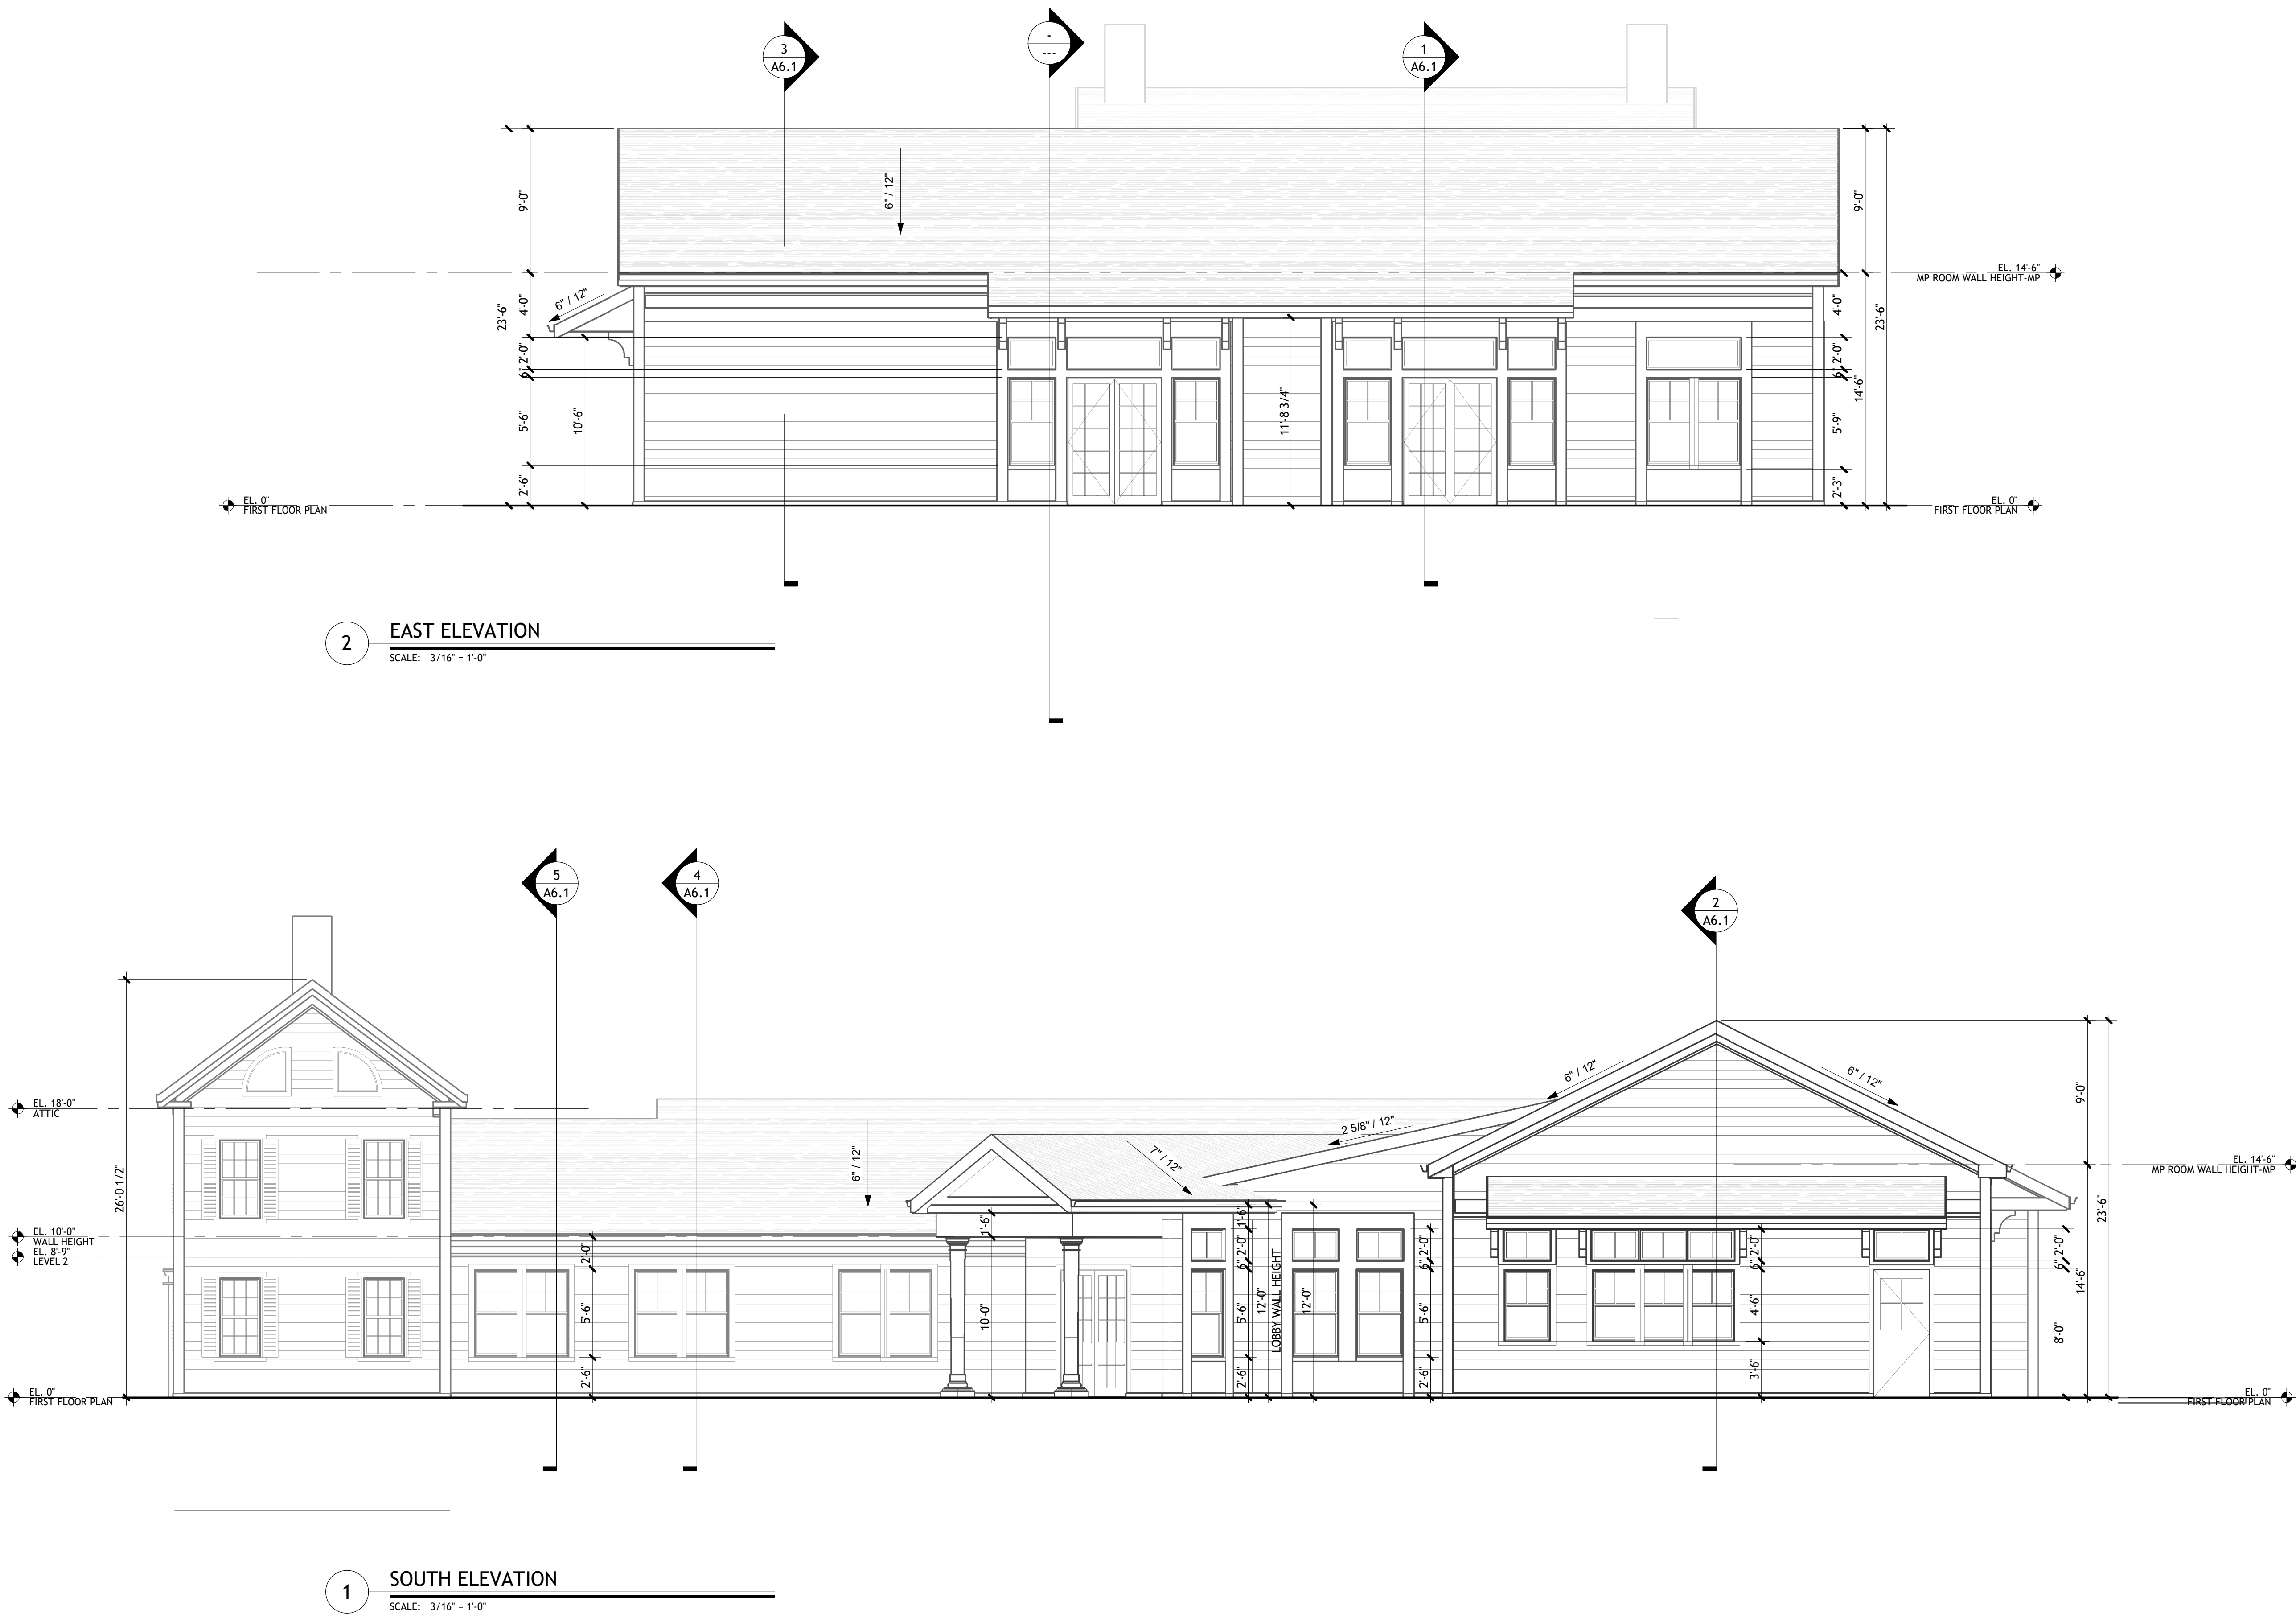 3
A6.1
-
---
1
A6.1
9'-0"
6" / 12"
9'-0"
EL. 14'-6"
MP ROOM WALL HEIGHT-MP
23'-6"
4'-0"
6" / 12"
4'-0"
23'-6"
2'-0"
6"
2'-0"
6"
14'-6"
5'-6"
10'-6"
11'-8 3/4"
5'-9"
2'-6"
2'-3"
EL. 0"
FIRST FLOOR PLAN
EL. 0"
FIRST FLOOR PLAN
2
EAST ELEVATION
SCALE: 3/16" = 1'-0"
5
A6.1
4
A6.1
2
A6.1
6" / 12"
6" / 12"
9'-0"
EL. 18'-0"
ATTIC
2 5/8" / 12"
7" / 12"
6" / 12"
EL. 14'-6"
MP ROOM WALL HEIGHT-MP
26'-0 1/2"
23'-6"
1'-6"
1'-6"
EL. 10'-0"
WALL HEIGHT
EL. 8'-9"
LEVEL 2
2'-0"
2'-0"
6"
2'-0"
6"
2'-0"
6"
2'-0"
6"
14'-6"
5'-6"
10'-0"
5'-6"
12'-0"
LOBBY WALL HEIGHT
12'-0"
5'-6"
4'-6"
8'-0"
2'-6"
2'-6"
2'-6"
3'-6"
EL. 0"
FIRST FLOOR PLAN
EL. 0"
FIRST FLOOR PLAN
1
SOUTH ELEVATION
SCALE: 3/16" = 1'-0"